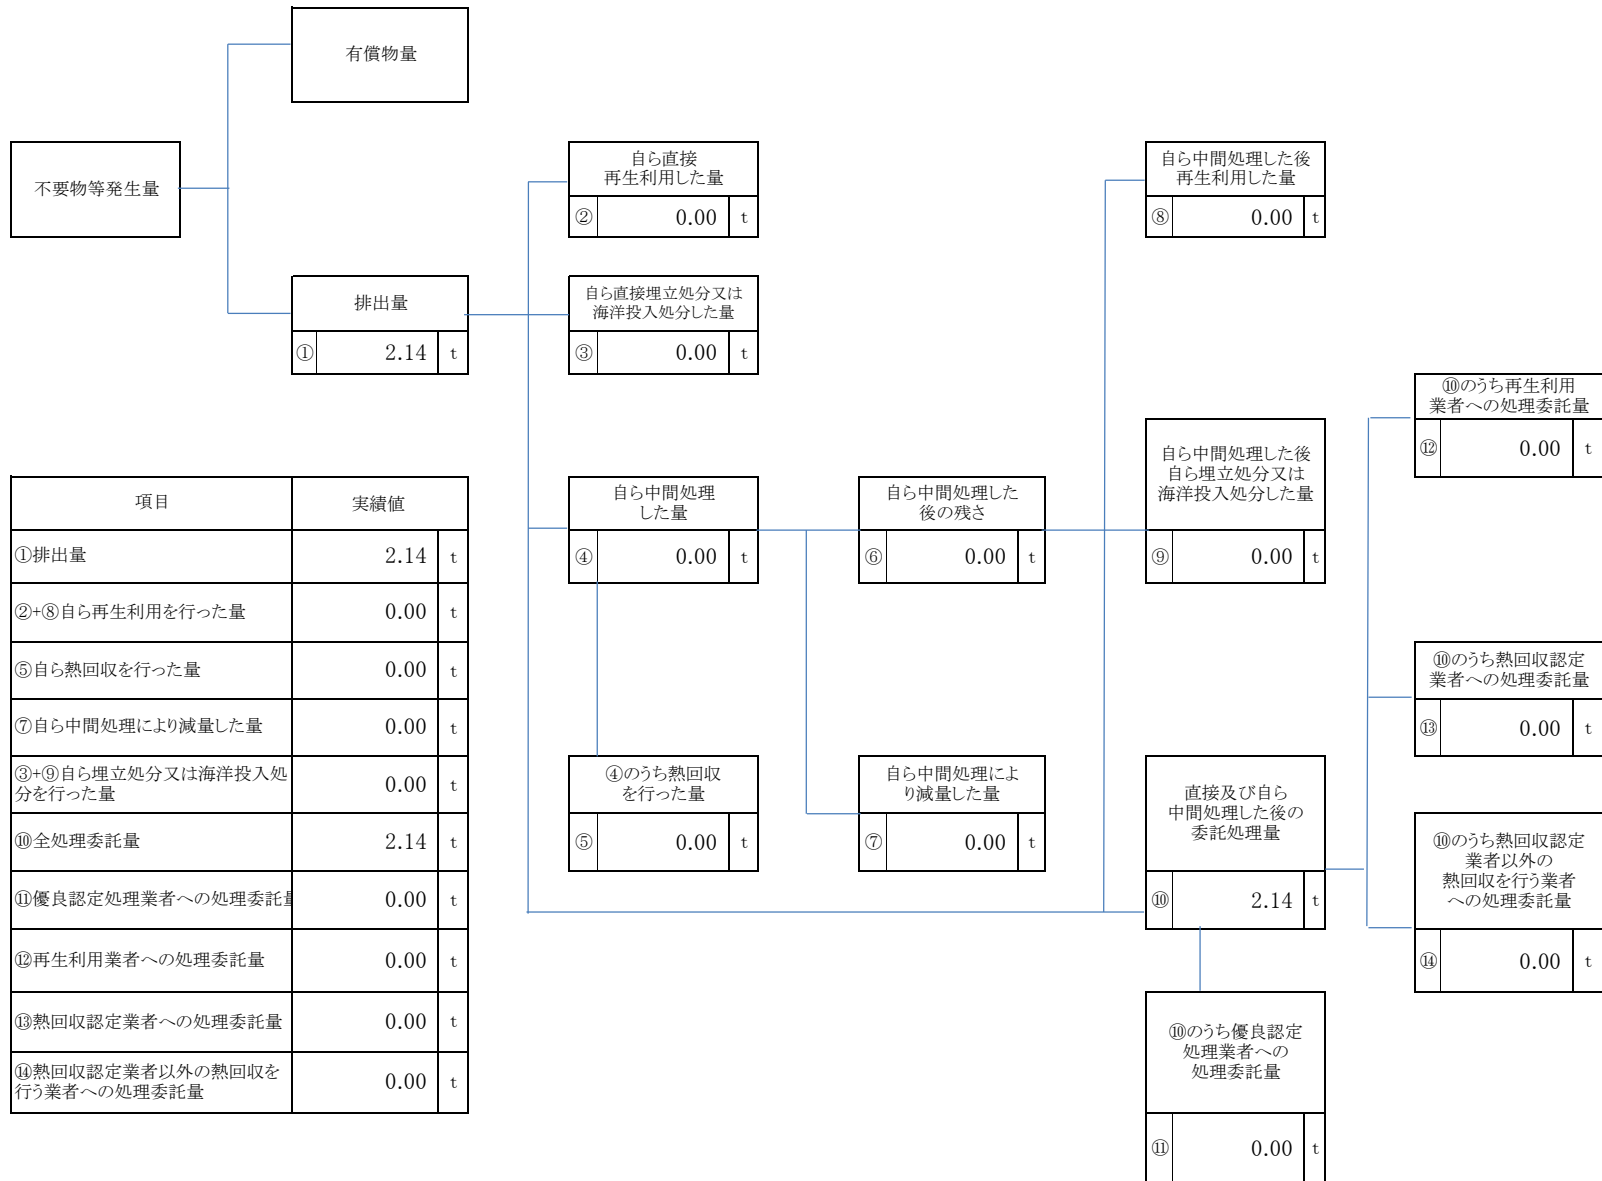 有償物量
不要物等発生量
排出量
① 2.14 t
自ら直接
再生利用した量
② 0.00 t
自ら直接埋立処分又は
海洋投入処分した量
③ 0.00 t
自ら中間処理
した量
④ 0.00 t
④のうち熱回収
を行った量
⑤ 0.00 t
自ら中間処理した
後の残さ
⑥ 0.00 t
自ら中間処理によ
り減量した量
⑦ 0.00 t
自ら中間処理した後
再生利用した量
⑧ 0.00 t
自ら中間処理した後
自ら埋立処分又は
海洋投入処分した量
⑨ 0.00 t
直接及び自ら
中間処理した後の
委託処理量
⑩ 2.14 t
⑩のうち優良認定
処理業者への
処理委託量
⑪ 0.00 t
⑩のうち再生利用
業者への処理委託量
⑫ 0.00 t
⑩のうち熱回収認定
業者への処理委託量
⑬ 0.00 t
⑩のうち熱回収認定
業者以外の
熱回収を行う業者
への処理委託量
⑭ 0.00 t
項目 実績値
①排出量 2.14 t
②+⑧自ら再生利用を行った量 0.00 t
⑤自ら熱回収を行った量 0.00 t
⑦自ら中間処理により減量した量 0.00 t
③+⑨自ら埋立処分又は海洋投入処
分を行った量 0.00 t
⑩全処理委託量 2.14 t
⑪優良認定処理業者への処理委託量 0.00 t
⑫再生利用業者への処理委託量 0.00 t
⑬熱回収認定業者への処理委託量 0.00 t
⑭熱回収認定業者以外の熱回収を
行う業者への処理委託量 0.00 t